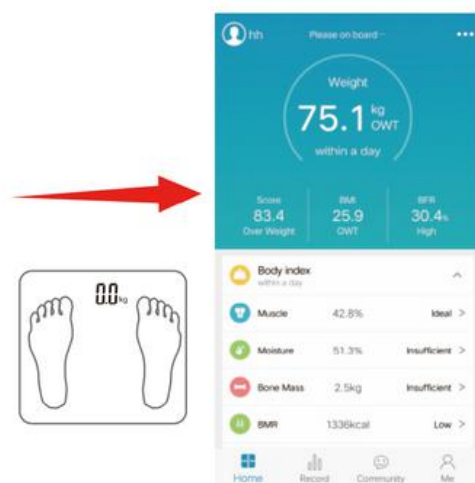 hh Please on board ~ •••
Weight
75.1 kg OWT
within a day
Score BMI BFR
83.4 25.9 30.4%
Over Weight OWT High
0.0 kg
Body index
within a day
Muscle 42.8% Ideal >
Moisture 51.3% Insufficient >
Bone Mass 2.5kg Insufficient >
BMR 1336kcal Low >
Home Record Community Me